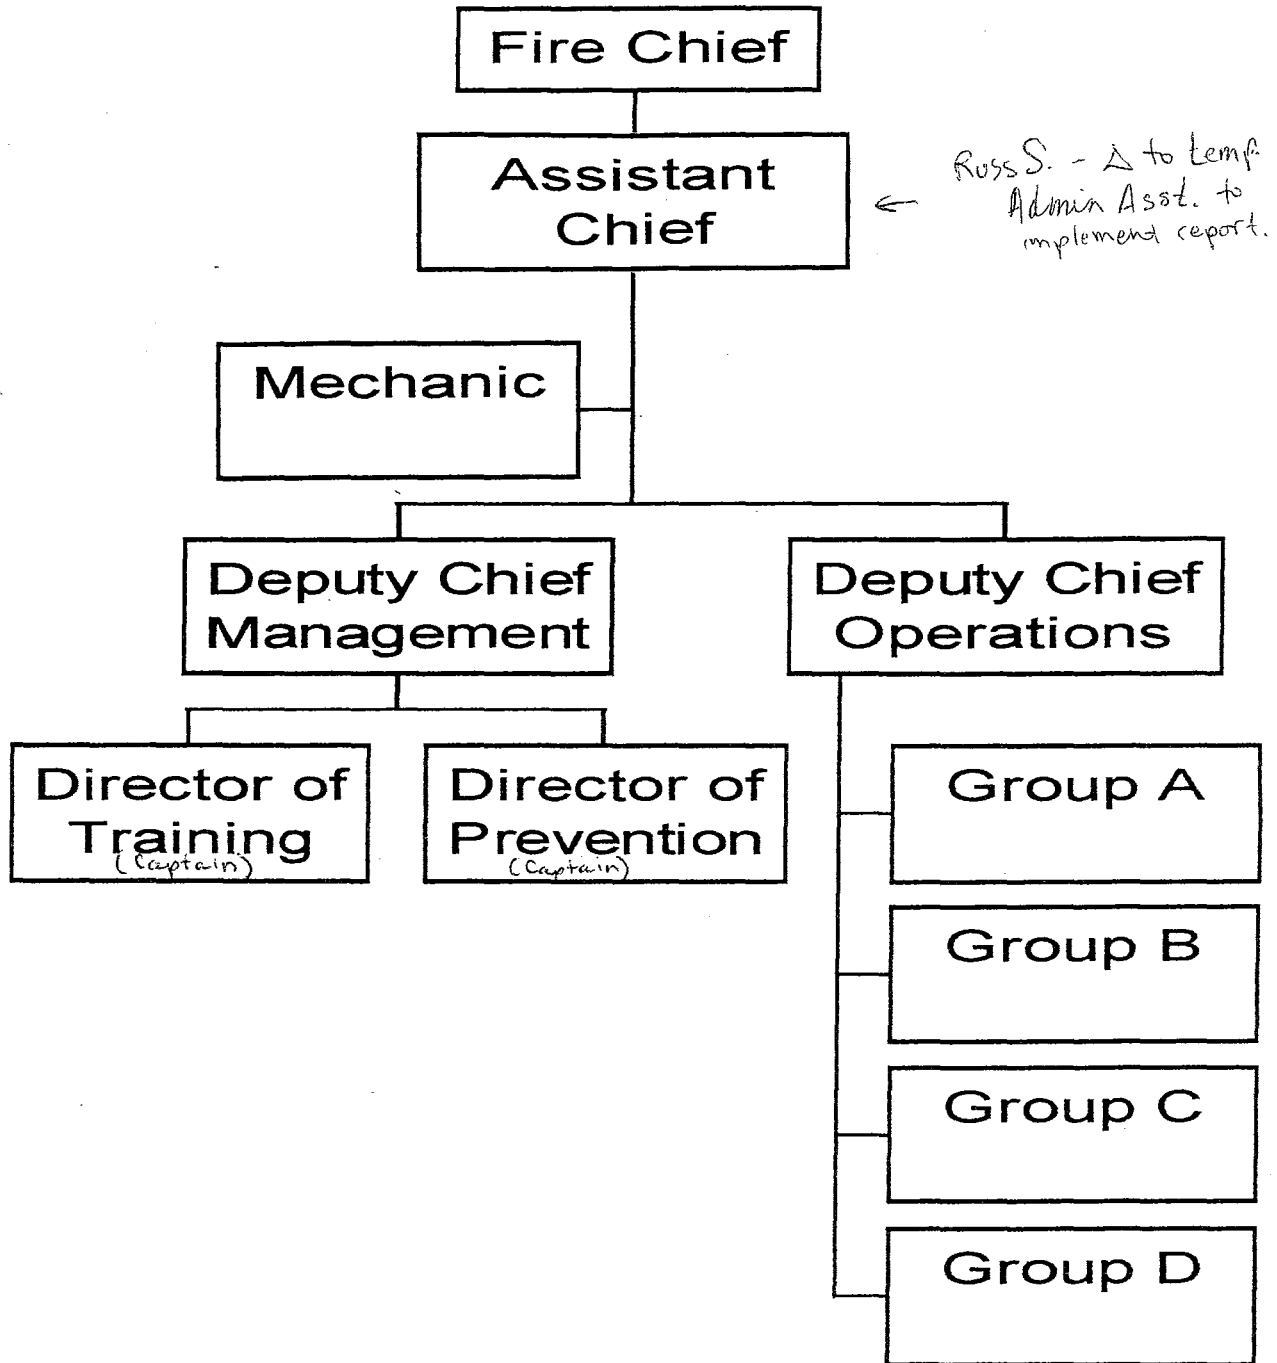 Fire Chief
Assistant
Chief
← Russ S. - Δ to temp.
Admin Asst. to
implement report.
Mechanic
Deputy Chief
Management
Deputy Chief
Operations
Director of
Training
(Captain)
Director of
Prevention
(Captain)
Group A
Group B
Group C
Group D